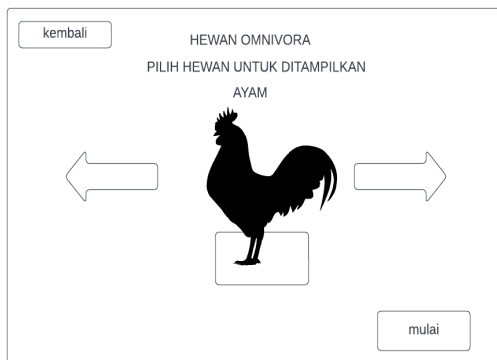 kembali
HEWAN OMNIVORA
PILIH HEWAN UNTUK DITAMPILKAN
AYAM
mulai